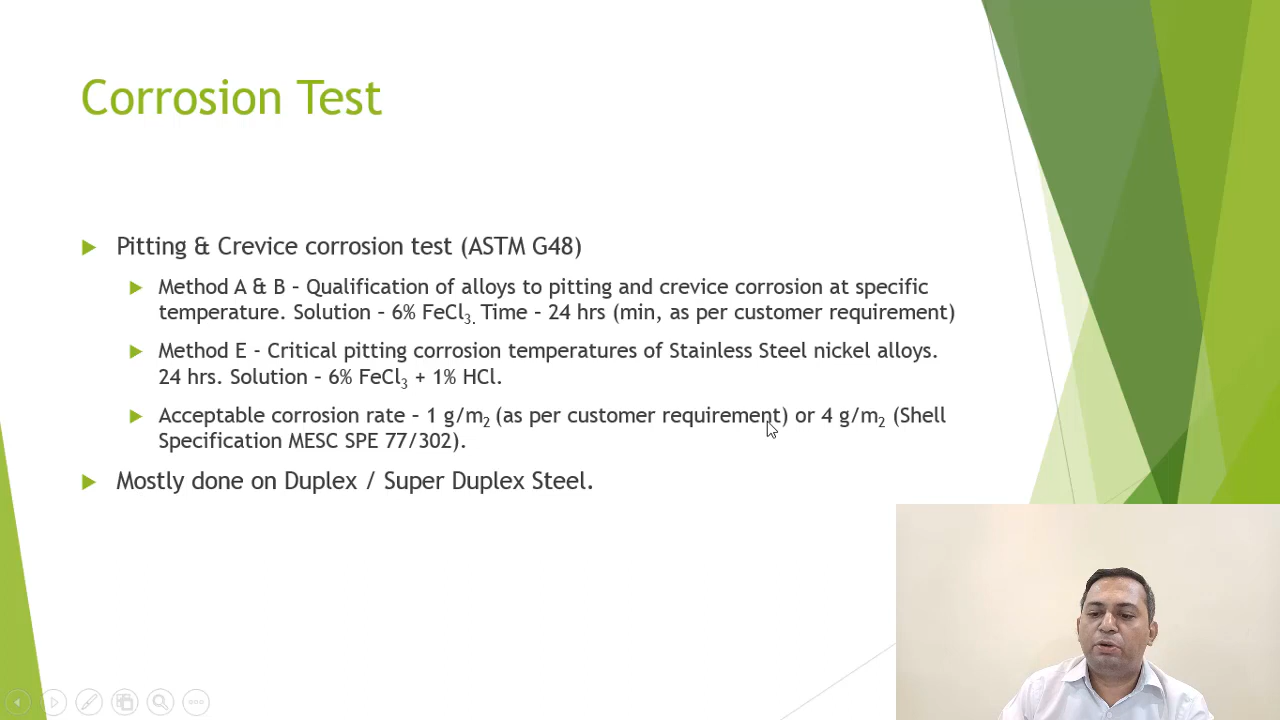 Corrosion Test
Pitting & Crevice corrosion test (ASTM G48)
Method A & B – Qualification of alloys to pitting and crevice corrosion at specific
temperature. Solution – 6% FeCl₃. Time – 24 hrs (min, as per customer requirement)
Method E - Critical pitting corrosion temperatures of Stainless Steel nickel alloys.
24 hrs. Solution – 6% FeCl₃ + 1% HCl.
Acceptable corrosion rate – 1 g/m₂ (as per customer requirement) or 4 g/m₂ (Shell
Specification MESC SPE 77/302).
Mostly done on Duplex / Super Duplex Steel.